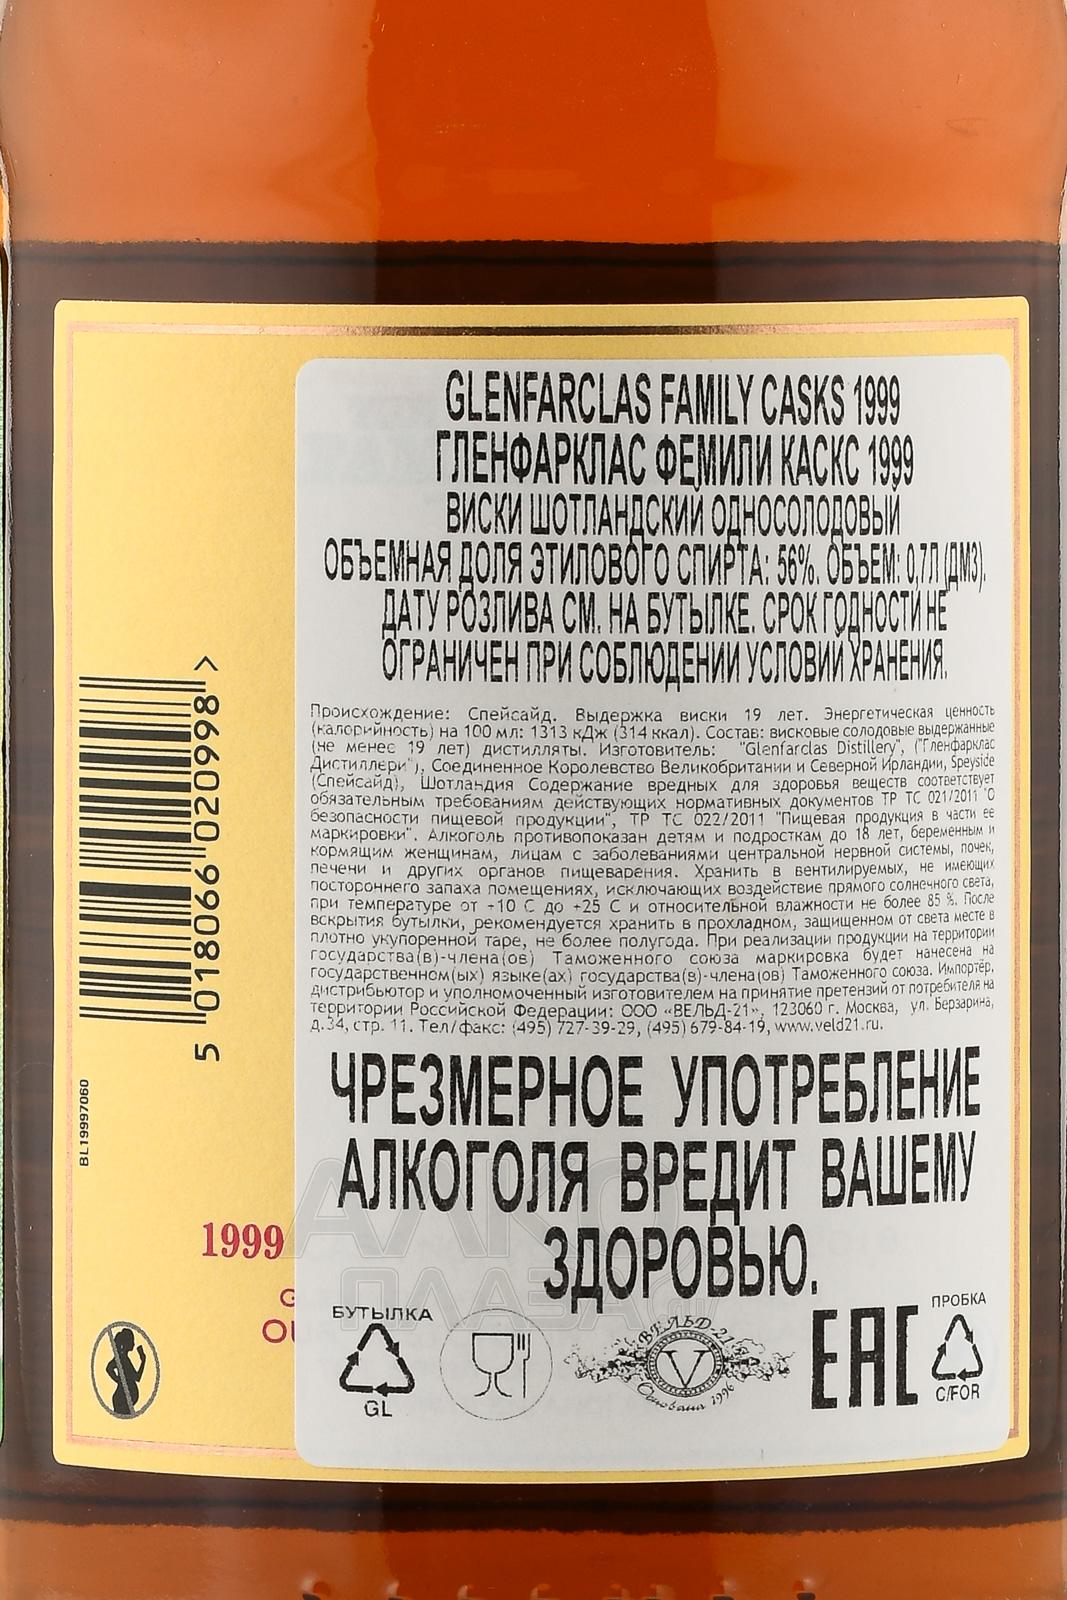 GLENFARCLAS FAMILY CASKS 1999
ГЛЕНФАРКЛАС ФЕМИЛИ КАСКС 1999
ВИСКИ ШОТЛАНДСКИЙ ОДНОСОЛОДОВЫЙ
ОБЪЕМНАЯ ДОЛЯ ЭТИЛОВОГО СПИРТА: 56%. ОБЪЕМ: 0,7Л (ДМ3).
ДАТУ РОЗЛИВА СМ. НА БУТЫЛКЕ. СРОК ГОДНОСТИ НЕ
ОГРАНИЧЕН ПРИ СОБЛЮДЕНИИ УСЛОВИЙ ХРАНЕНИЯ.
Происхождение: Спейсайд. Выдержка виски 19 лет. Энергетическая ценность
(калорийность) на 100 мл: 1313 кДж (314 ккал). Состав: висковые солодовые выдержанные
(не менее 19 лет) дистилляты. Изготовитель: "Glenfarclas Distillery", ("Гленфарклас
Дистиллери"), Соединенное Королевство Великобритании и Северной Ирландии, Speyside
(Спейсайд), Шотландия Содержание вредных для здоровья веществ соответствует
обязательным требованиям действующих нормативных документов ТР ТС 021/2011 "О
безопасности пищевой продукции", ТР ТС 022/2011 "Пищевая продукция в части ее
маркировки". Алкоголь противопоказан детям и подросткам до 18 лет, беременным и
кормящим женщинам, лицам с заболеваниями центральной нервной системы, почек,
печени и других органов пищеварения. Хранить в вентилируемых, не имеющих
постороннего запаха помещениях, исключающих воздействие прямого солнечного света,
при температуре от +10 С до +25 С и относительной влажности не более 85 %. После
вскрытия бутылки, рекомендуется хранить в прохладном, защищенном от света месте в
плотно укупоренной таре, не более полугода. При реализации продукции на территории
государства(в)-члена(ов) Таможенного союза маркировка будет нанесена на
государственном(ых) языке(ах) государства(в)-члена(ов) Таможенного союза. Импортёр,
дистрибьютор и уполномоченный изготовителем на принятие претензий от потребителя на
территории Российской Федерации: ООО «ВЕЛЬД-21», 123060 г. Москва, ул. Берзарина,
д.34, стр. 11. Тел/факс: (495) 727-39-29, (495) 679-84-19, www.veld21.ru.
ЧРЕЗМЕРНОЕ УПОТРЕБЛЕНИЕ
АЛКОГОЛЯ ВРЕДИТ ВАШЕМУ
ЗДОРОВЬЮ.
БУТЫЛКА
GL
ВЕЛЬД-21
V
Основана 1996
EAC
ПРОБКА
C/FOR
5 018066 020998 >
BL19997060
1999
G
OU
АЛКО
ПЛАЗА